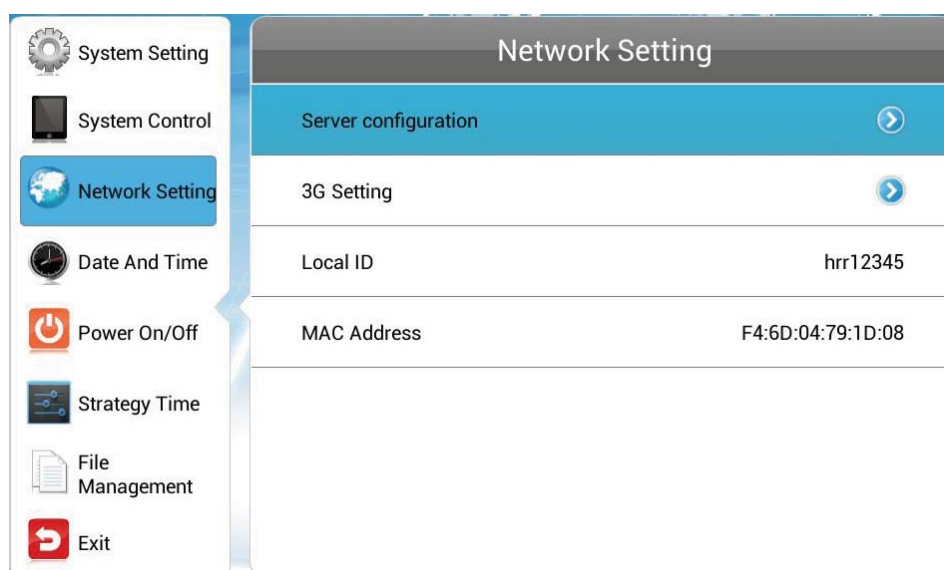 System Setting
System Control
Network Setting
Date And Time
Power On/Off
Strategy Time
File
Management
Exit
Network Setting
Server configuration
3G Setting
Local ID hrr12345
MAC Address F4:6D:04:79:1D:08